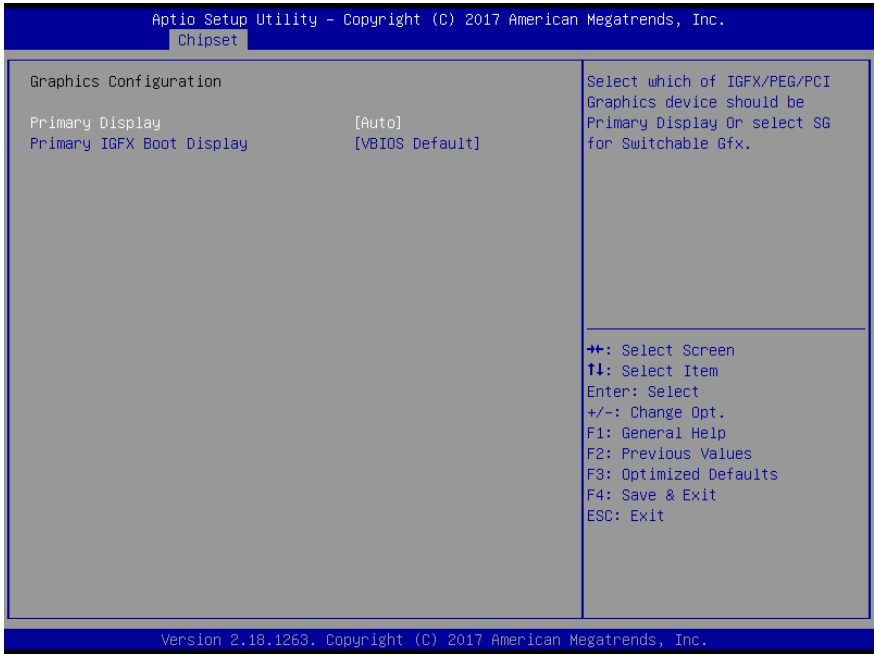 Aptio Setup Utility – Copyright (C) 2017 American Megatrends, Inc.
Chipset
Graphics Configuration
Primary Display [Auto]
Primary IGFX Boot Display [VBIOS Default]
Select which of IGFX/PEG/PCI
Graphics device should be
Primary Display Or select SG
for Switchable Gfx.
→←: Select Screen
↑↓: Select Item
Enter: Select
+/-: Change Opt.
F1: General Help
F2: Previous Values
F3: Optimized Defaults
F4: Save & Exit
ESC: Exit
Version 2.18.1263. Copyright (C) 2017 American Megatrends, Inc.